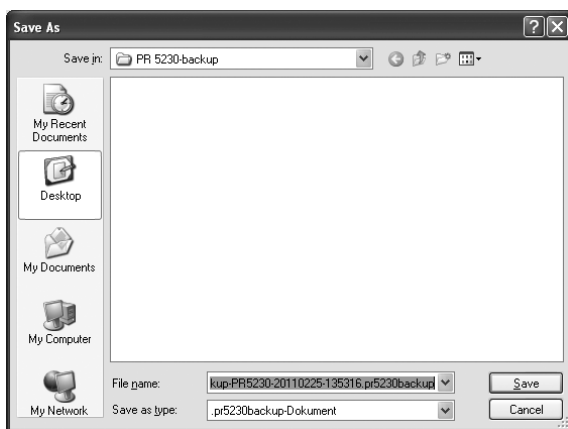 Save As
Save in: PR 5230-backup
My Recent
Documents
Desktop
My Documents
My Computer
My Network
File name: kup-PR5230-20110225-135316.pr5230backup
Save
Save as type: .pr5230backup-Dokument
Cancel